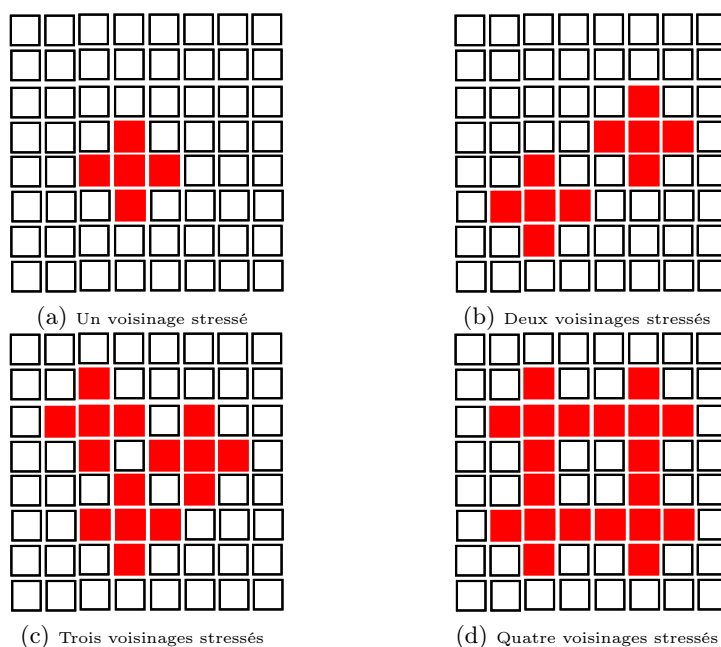 (a) Un voisinage stressé
(b) Deux voisinages stressés
(c) Trois voisinages stressés
(d) Quatre voisinages stressés